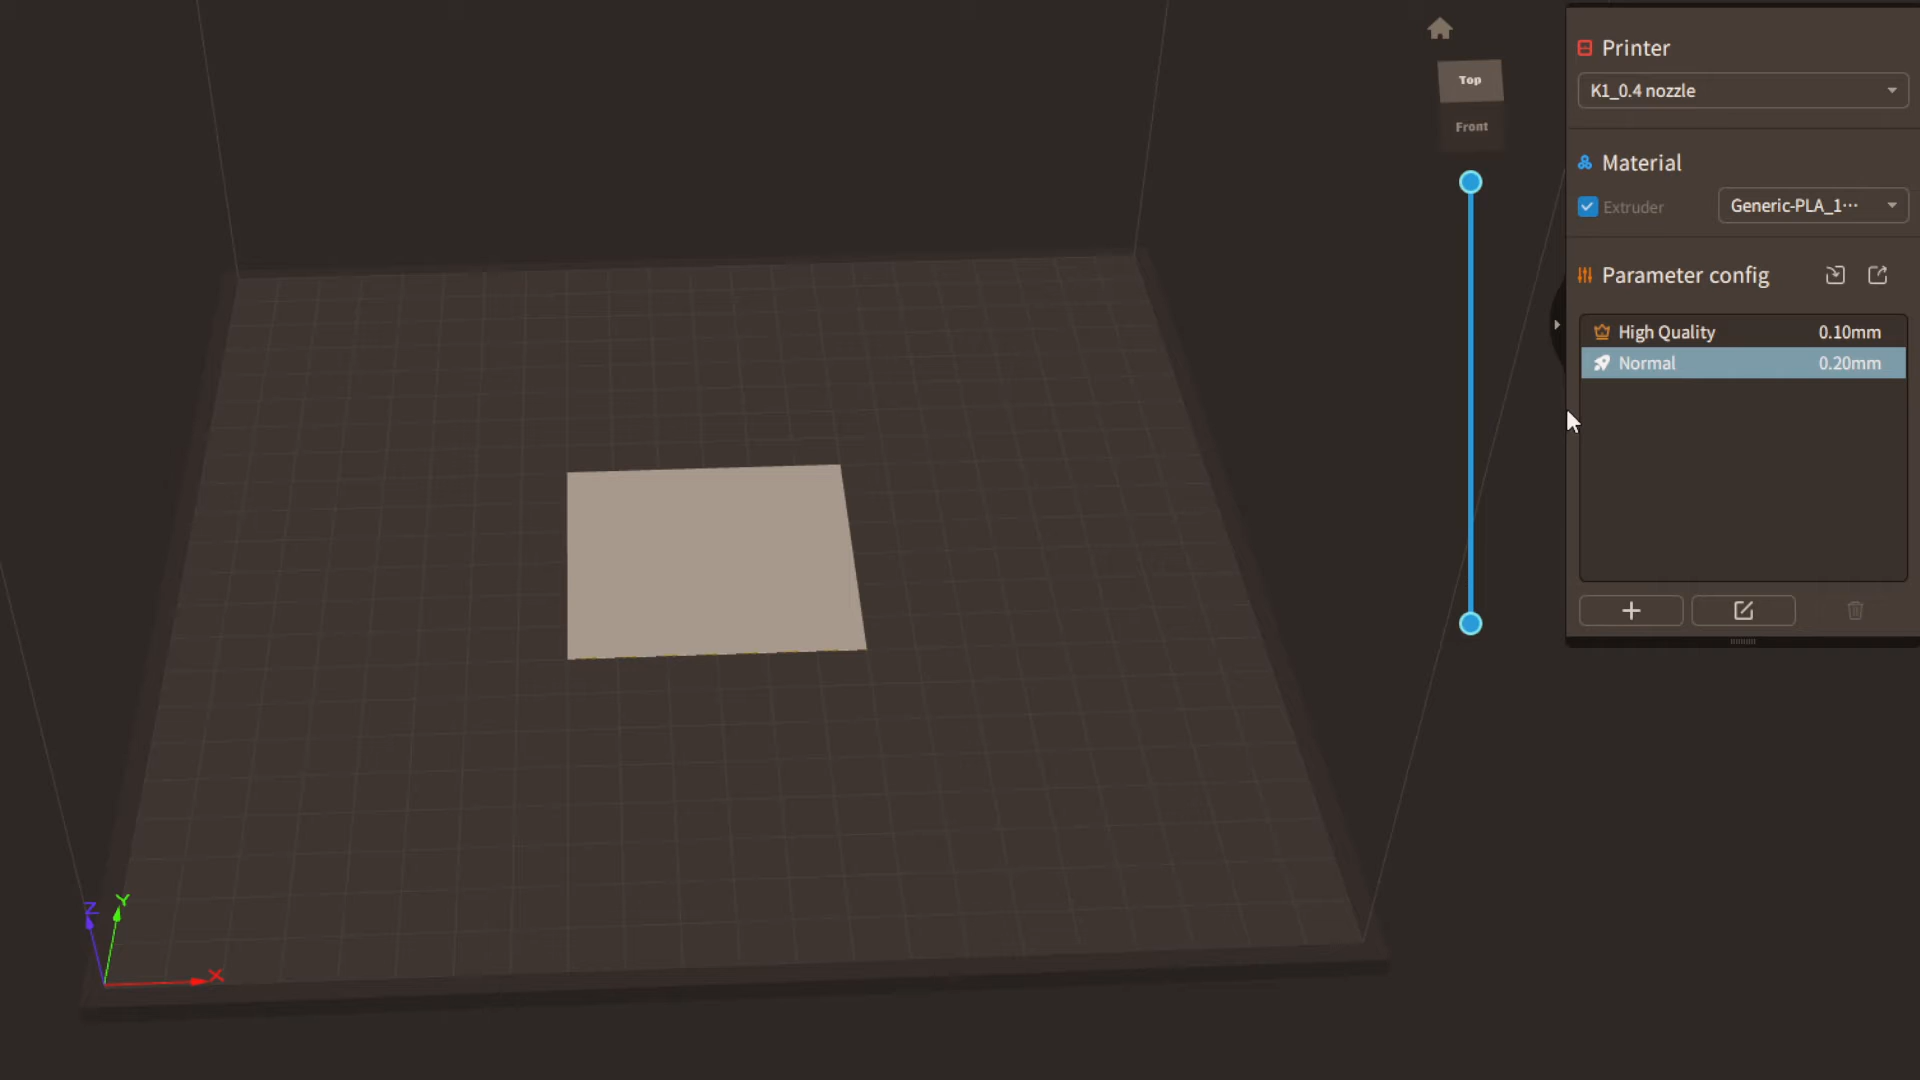 Printer
Top
K1_0.4 nozzle
Front
Material
Extruder
Generic-PLA_1···
Parameter config
High Quality 0.10mm
Normal 0.20mm
Z
Y
X